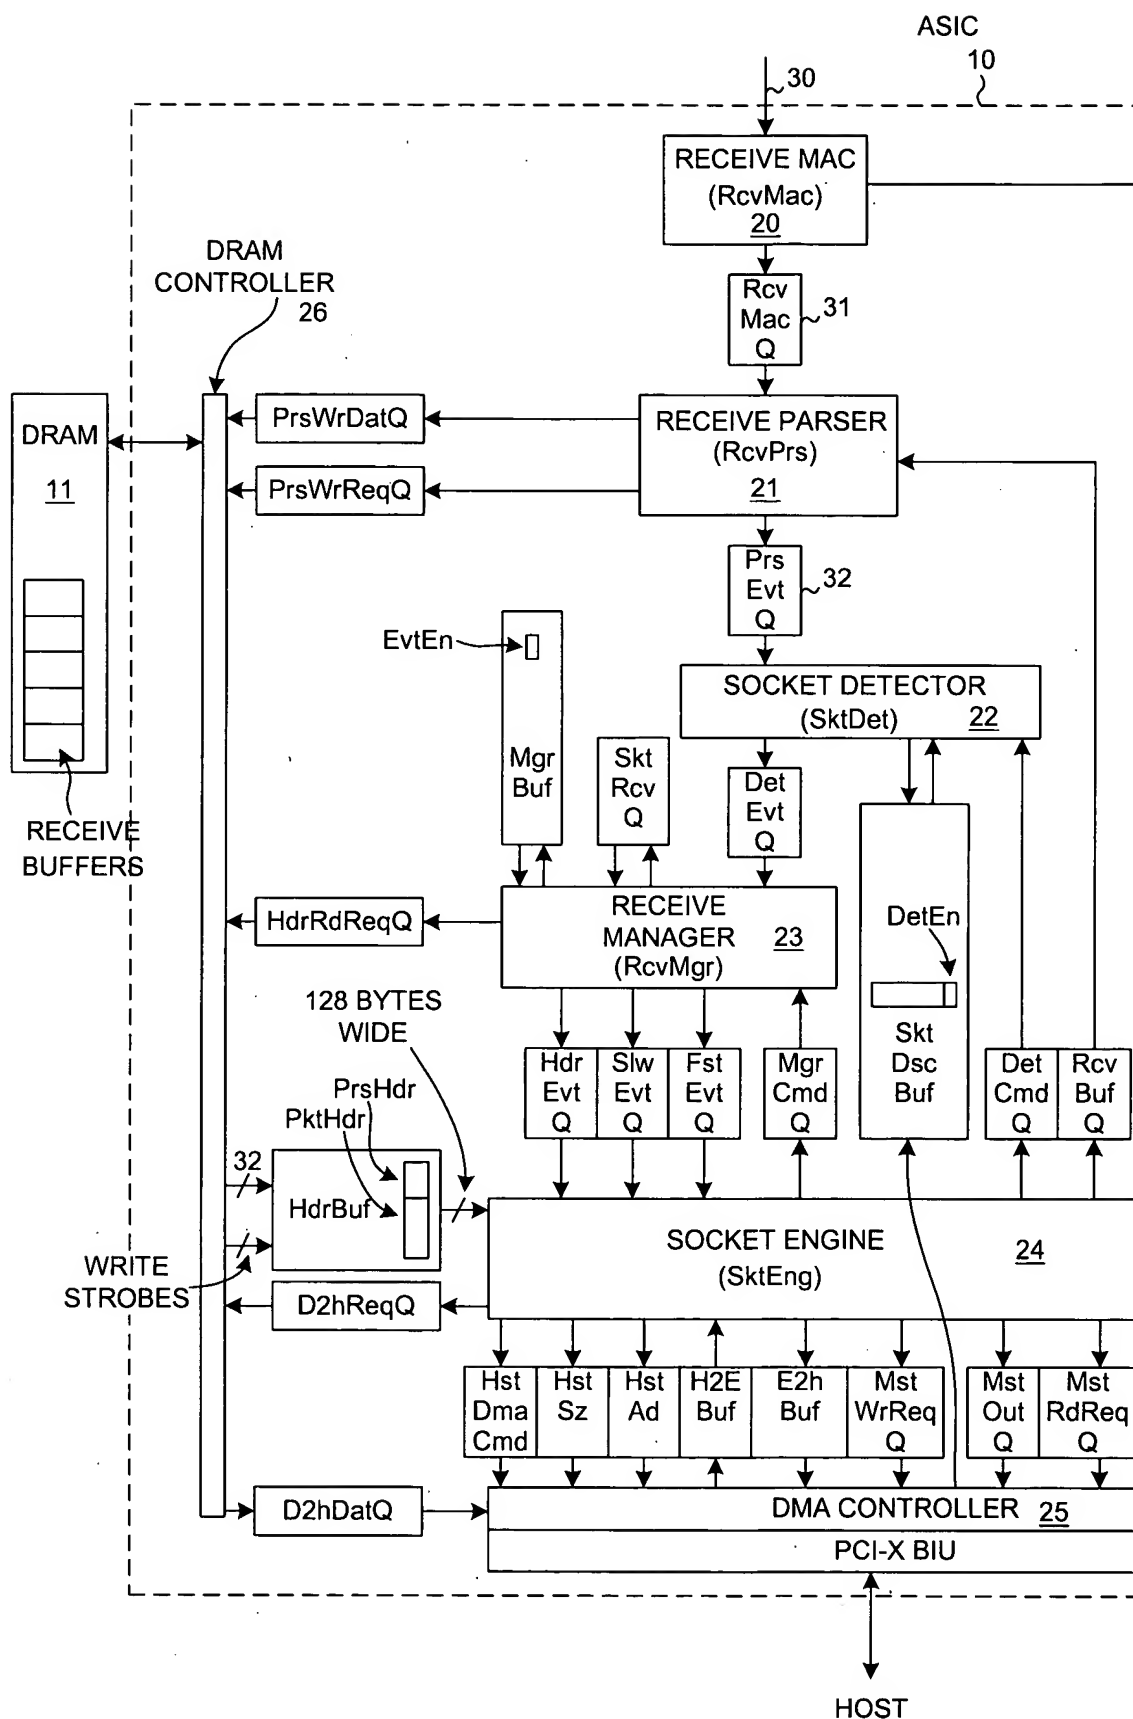 ASIC
10
30
RECEIVE MAC
(RcvMac)
20
DRAM
CONTROLLER
26
Rcv
Mac
Q
31
DRAM
11
PrsWrDatQ
PrsWrReqQ
RECEIVE PARSER
(RcvPrs)
21
Prs
Evt
Q
32
EvtEn
SOCKET DETECTOR
(SktDet)
22
Mgr
Buf
Skt
Rcv
Q
Det
Evt
Q
RECEIVE
BUFFERS
HdrRdReqQ
RECEIVE
MANAGER
(RcvMgr)
23
DetEn
128 BYTES
WIDE
PrsHdr
PktHdr
Hdr
Evt
Q
Slw
Evt
Q
Fst
Evt
Q
Mgr
Cmd
Q
Skt
Dsc
Buf
Det
Cmd
Q
Rcv
Buf
Q
32
HdrBuf
WRITE
STROBES
SOCKET ENGINE
(SktEng)
24
D2hReqQ
Hst
Dma
Cmd
Hst
Sz
Hst
Ad
H2E
Buf
E2h
Buf
Mst
WrReq
Q
Mst
Out
Q
Mst
RdReq
Q
D2hDatQ
DMA CONTROLLER
25
PCI-X BIU
HOST